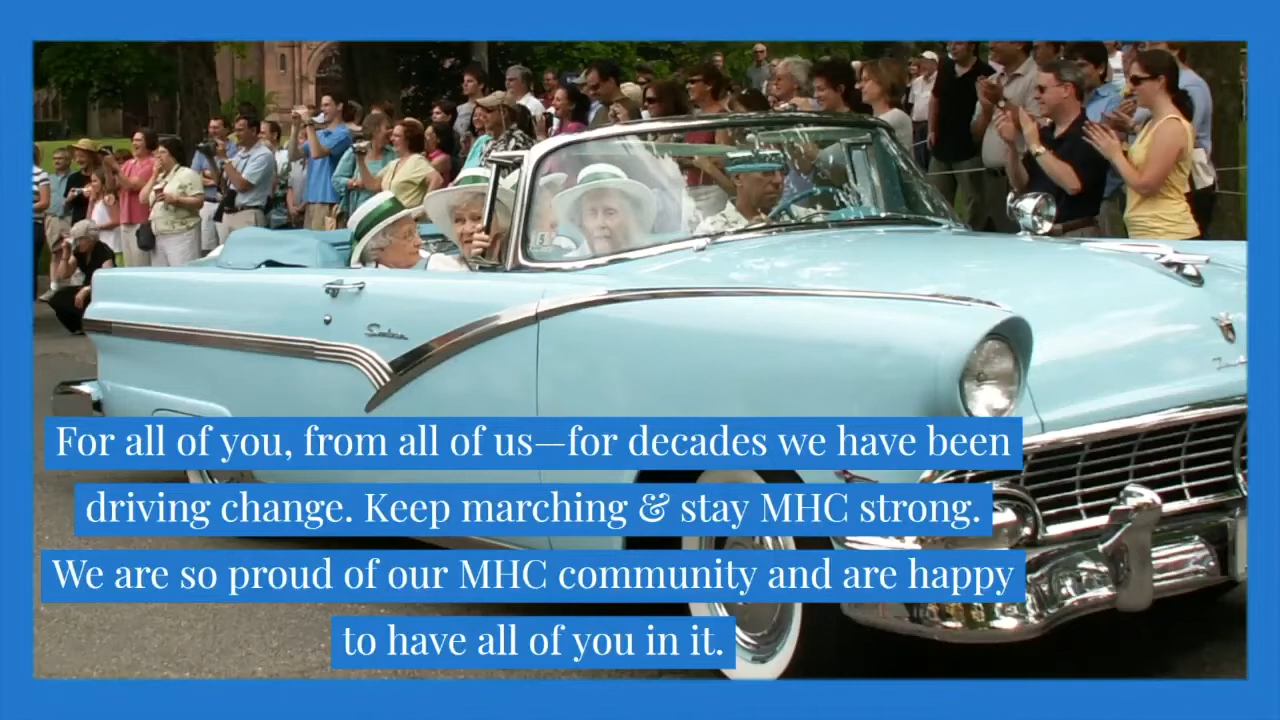 For all of you, from all of us—for decades we have been
driving change. Keep marching & stay MHC strong.
We are so proud of our MHC community and are happy
to have all of you in it.